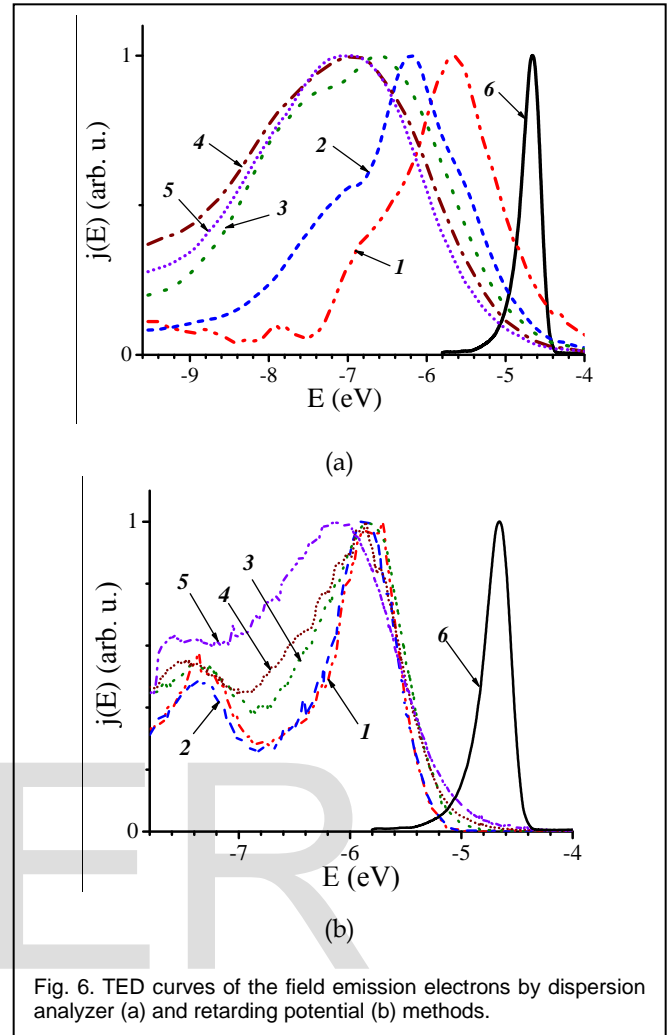 1
j(E) (arb. u.)
6
4
2
5
3
1
0
-9
-8
-7
-6
-5
-4
E (eV)
(a)
1
j(E) (arb. u.)
5
4
3
6
2
1
0
-7
-6
-5
-4
E (eV)
(b)
ER
Fig. 6. TED curves of the field emission electrons by dispersion
analyzer (a) and retarding potential (b) methods.